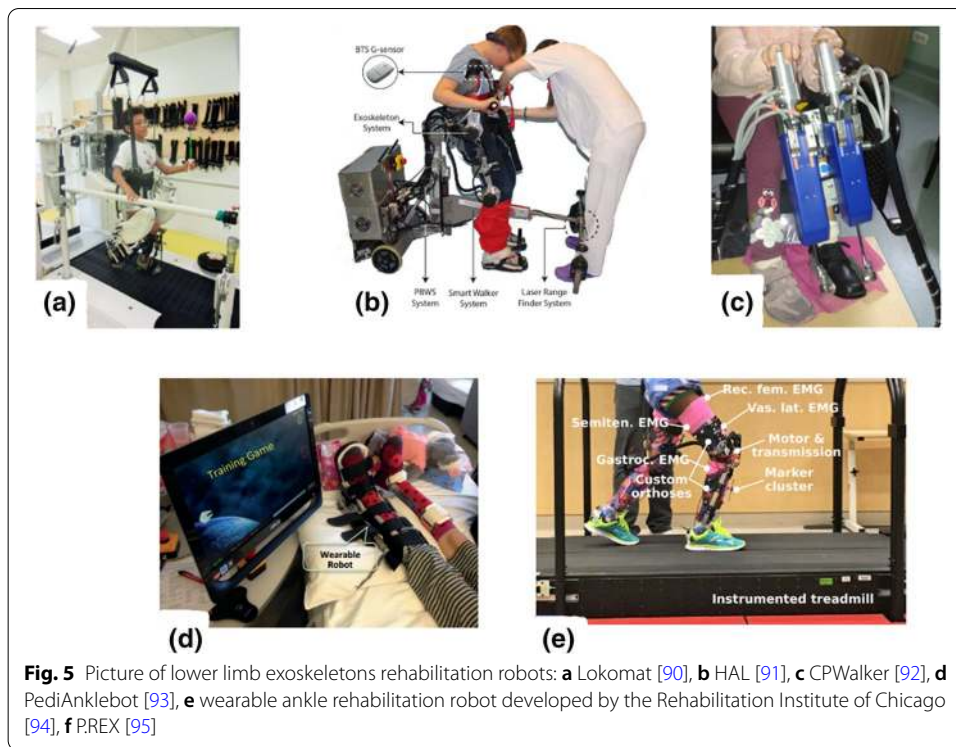 BTS G-sensor
Exoskeleton
System
PBWS
System
Smart Walker
System
Laser Range
Finder System
(a)
(b)
(c)
Training Game
Wearable
Robot
(d)
Rec. fem. EMG
Vas. lat. EMG
Semiten. EMG
Motor &
transmission
Gastroc. EMG
Custom
orthoses
Marker
cluster
Instrumented treadmill
(e)
Fig. 5 Picture of lower limb exoskeletons rehabilitation robots: a Lokomat [90], b HAL [91], c CPWalker [92], d
PediAnklebot [93], e wearable ankle rehabilitation robot developed by the Rehabilitation Institute of Chicago
[94], f P.REX [95]